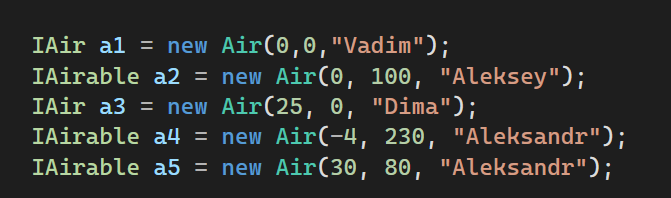 IAir a1 = new Air(0,0,"Vadim");
IAirable a2 = new Air(0, 100, "Aleksey");
IAir a3 = new Air(25, 0, "Dima");
IAirable a4 = new Air(-4, 230, "Aleksandr");
IAirable a5 = new Air(30, 80, "Aleksandr");